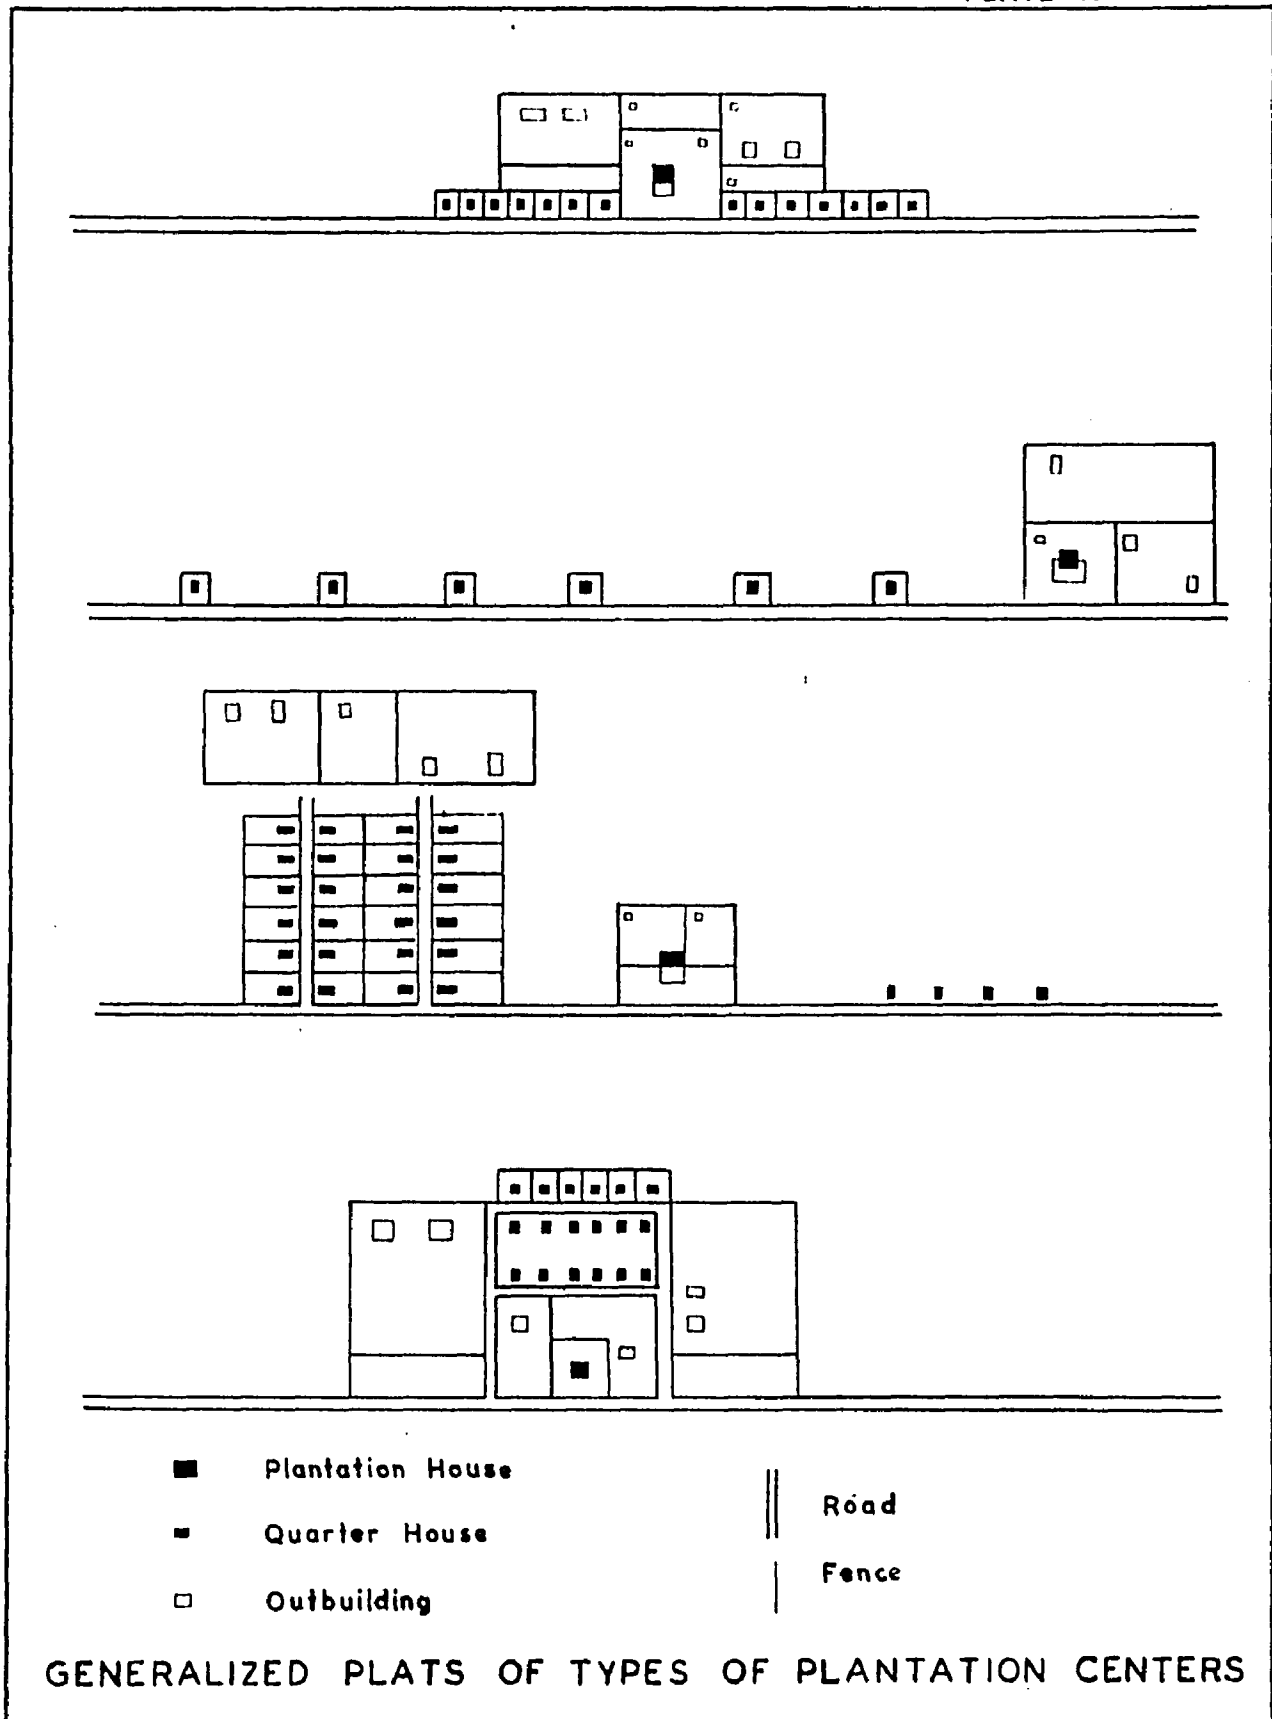 Plantation House
Quarter House
Outbuilding
Road
Fence
GENERALIZED PLATS OF TYPES OF PLANTATION CENTERS